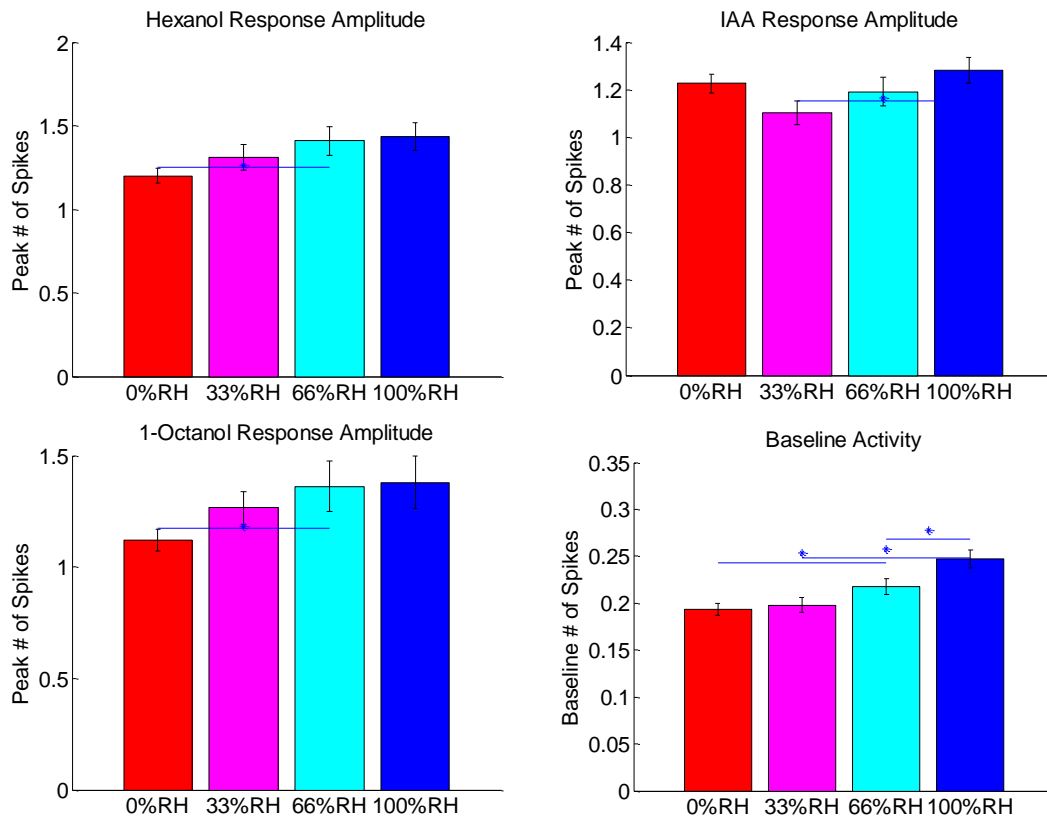 Hexanol Response Amplitude
Peak # of Spikes
2
1.5
1
0.5
0
0%RH 33%RH 66%RH 100%RH
IAA Response Amplitude
Peak # of Spikes
1.4
1.2
1
0.8
0.6
0.4
0.2
0
0%RH 33%RH 66%RH 100%RH
1-Octanol Response Amplitude
Peak # of Spikes
1.5
1
0.5
0
0%RH 33%RH 66%RH 100%RH
Baseline Activity
Baseline # of Spikes
0.35
0.3
0.25
0.2
0.15
0.1
0.05
0
0%RH 33%RH 66%RH 100%RH